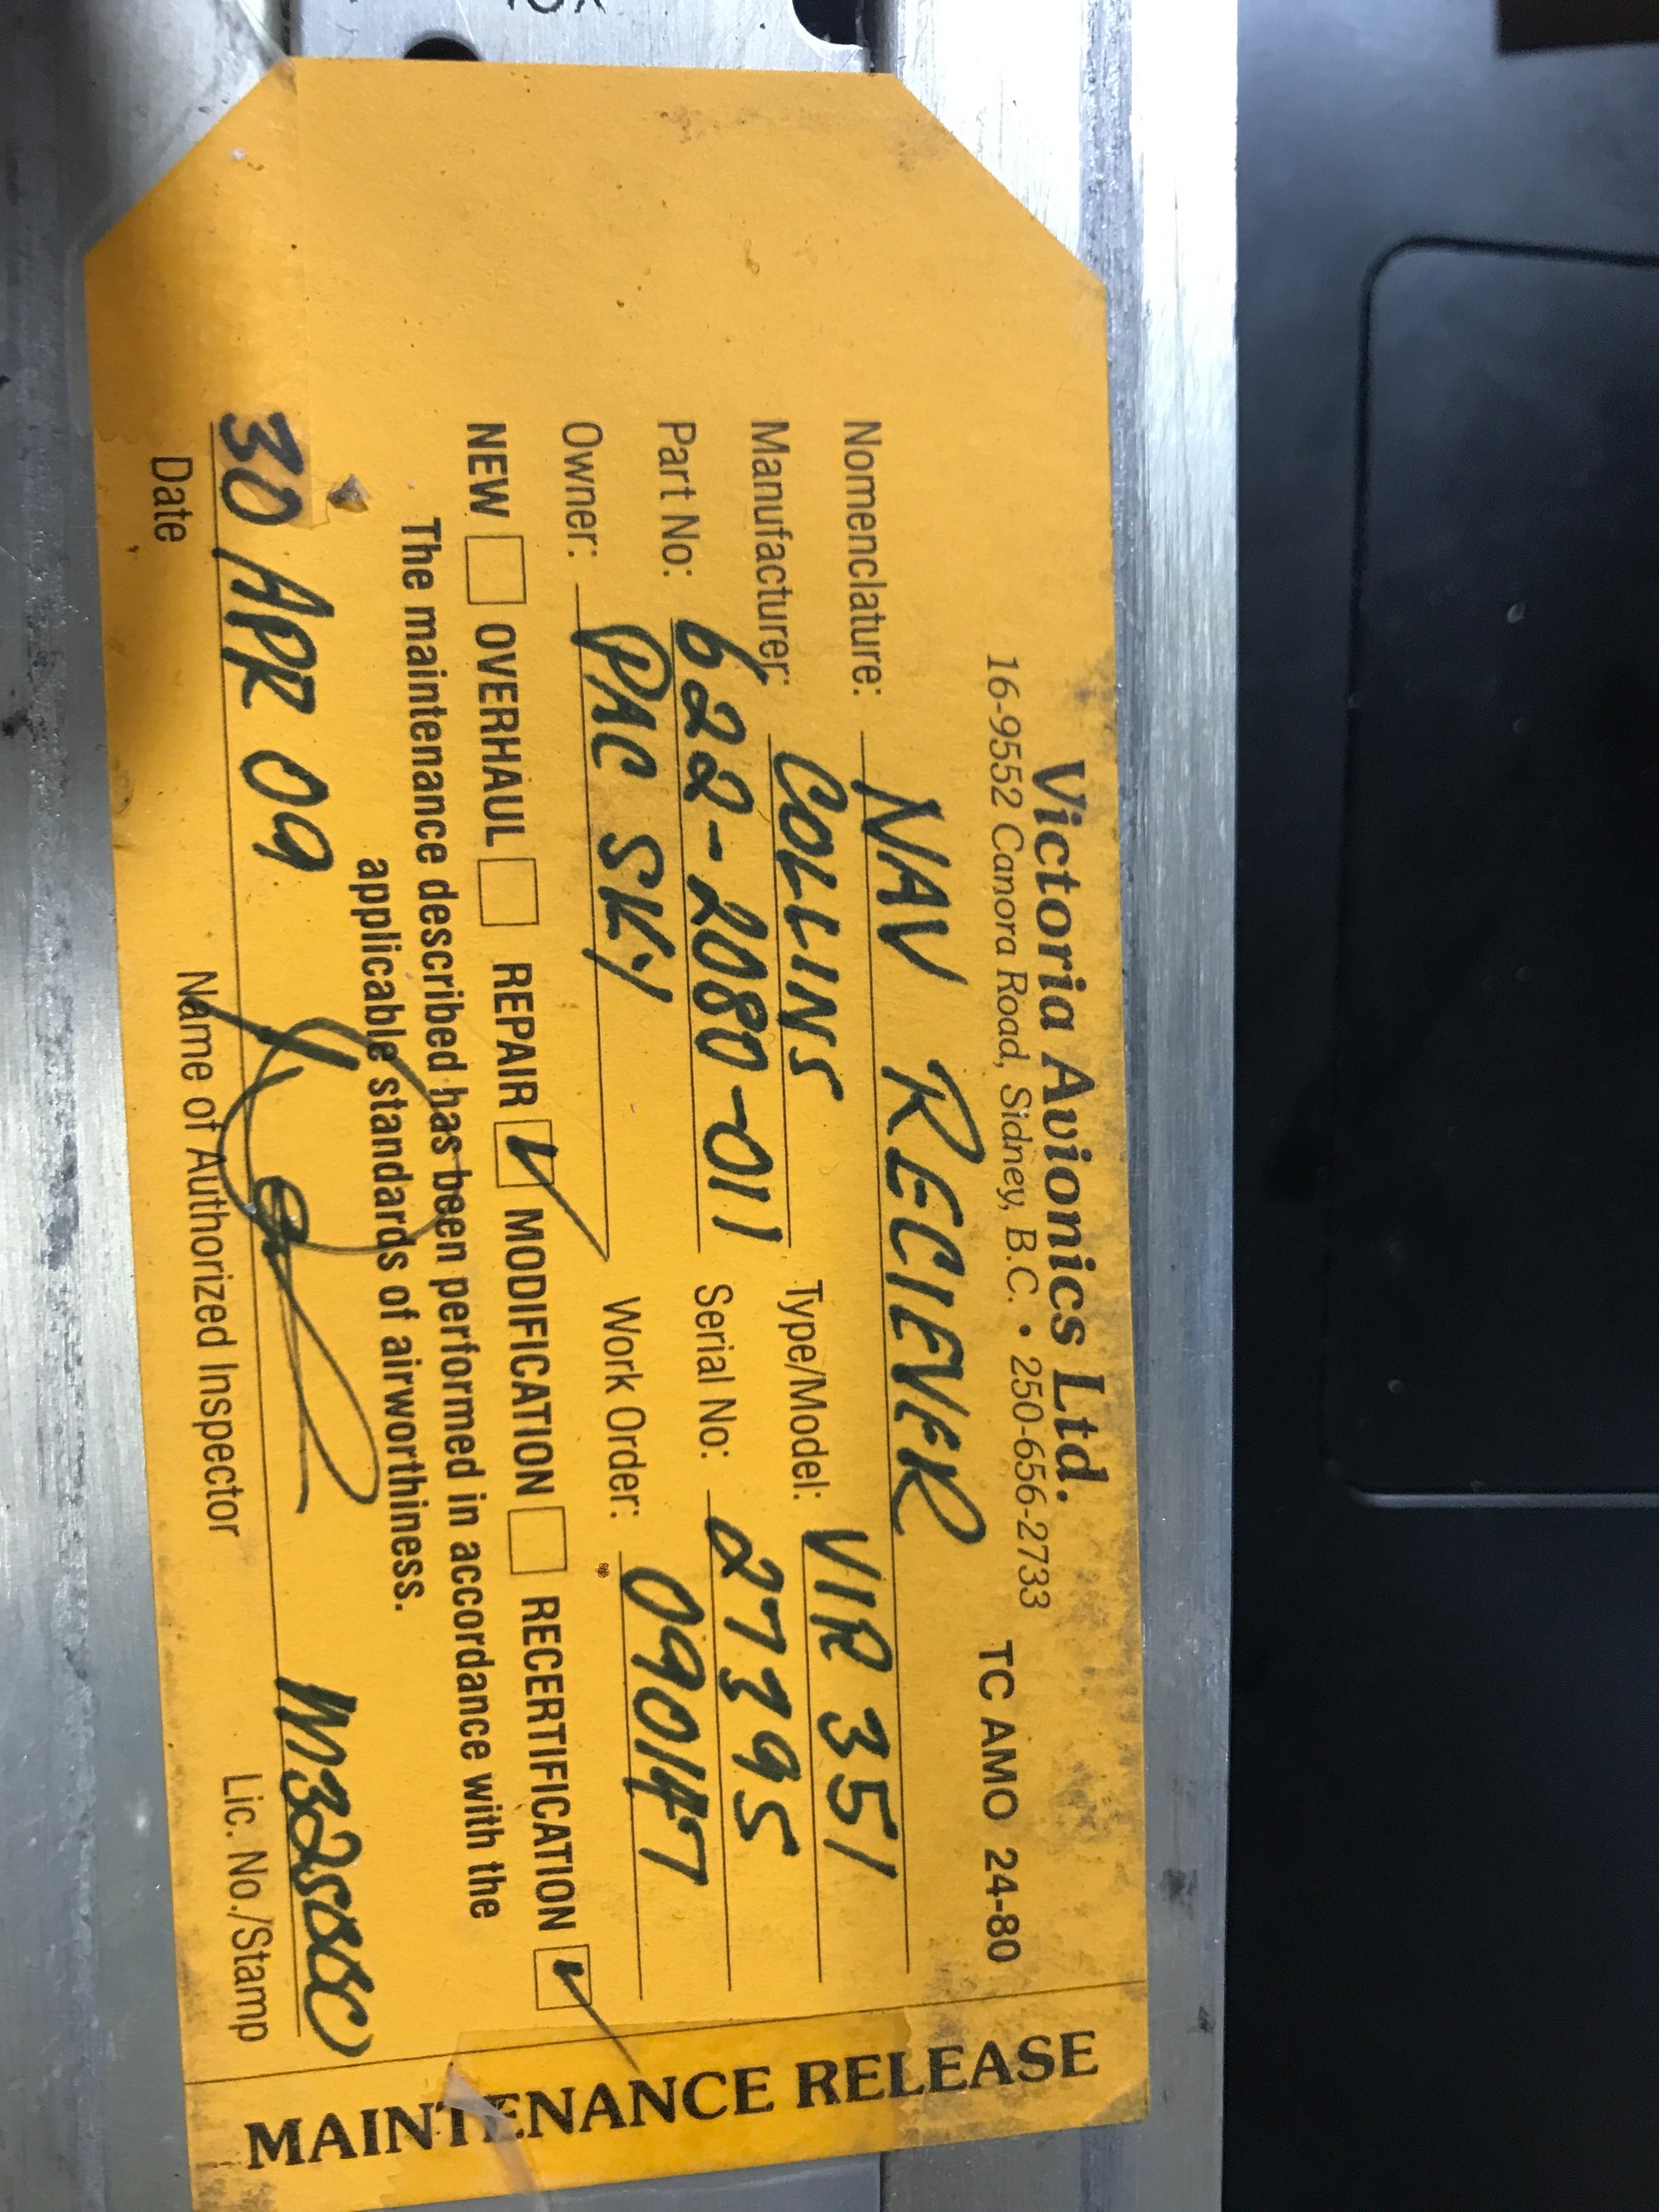 Victoria Avionics Ltd.
16-9552 Canora Road, Sidney, B.C. • 250-656-2733 TC AMO 24-80
Nomenclature: NAV RECIEVER
Manufacturer: COLLINS Type/Model: VIR 351
Part No: 622-2080-011 Serial No: 27395
Owner: PAC SKY Work Order: 090147
NEW OVERHAUL REPAIR ✓ MODIFICATION RECERTIFICATION ✓
The maintenance described has been performed in accordance with the
applicable standards of airworthiness.
30 APR 09
Date Name of Authorized Inspector Lic. No./Stamp
MAINTENANCE RELEASE